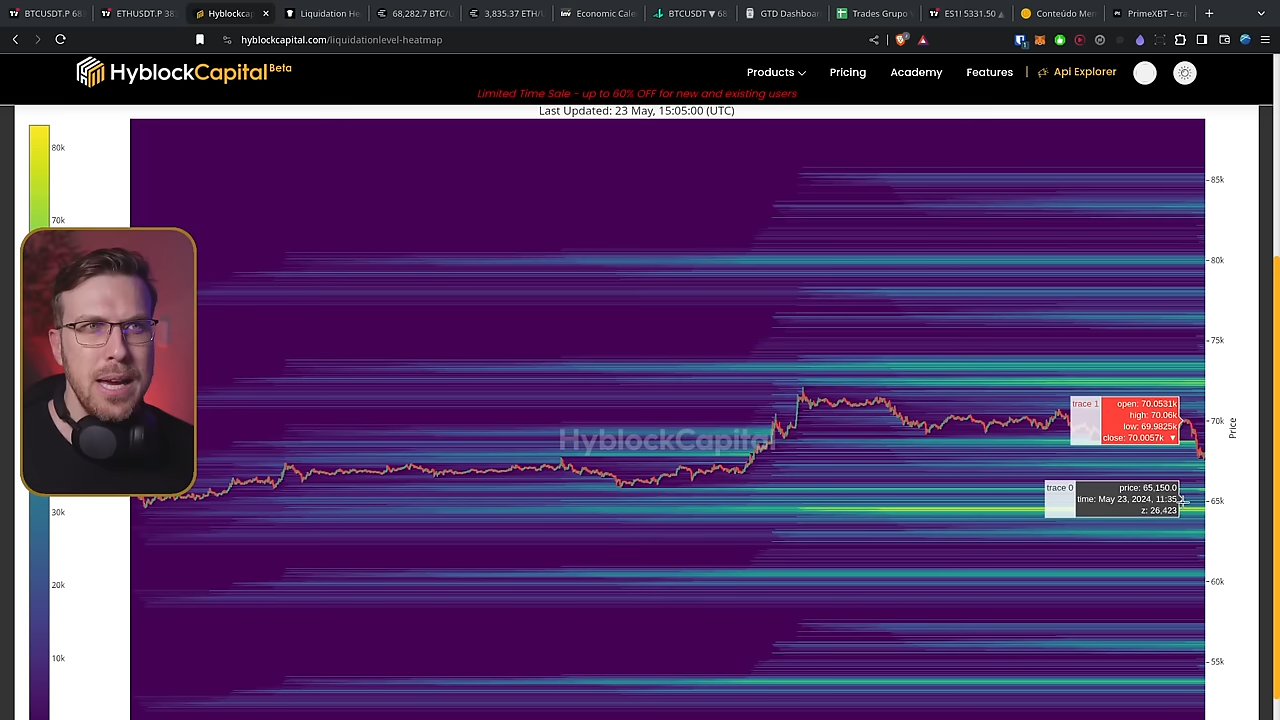 BTCUSDT.P 68
ETHUSDT.P 38
Hyblockcap
Liquidation He
68,282.7 BTC/U
3,835.37 ETH/
Economic Cale
BTCUSDT ▼ 68
GTD Dashboar
Trades Grupo V
ES1! 5331.50
Conteúdo Mem
PrimeXBT – tra
hyblockcapital.com/liquidationlevel-heatmap
HyblockCapital Beta
Products
Pricing
Academy
Features
Api Explorer
Limited Time Sale - up to 60% OFF for new and existing users
Last Updated: 23 May, 15:05:00 (UTC)
80k
70k
30k
20k
10k
85k
80k
75k
70k
65k
60k
55k
Price
HyblockCapital
trace 1
open: 70.0531k
high: 70.06k
low: 69.9825k
close: 70.0057k ▼
trace 0
price: 65,150.0
time: May 23, 2024, 11:35
z: 26,423